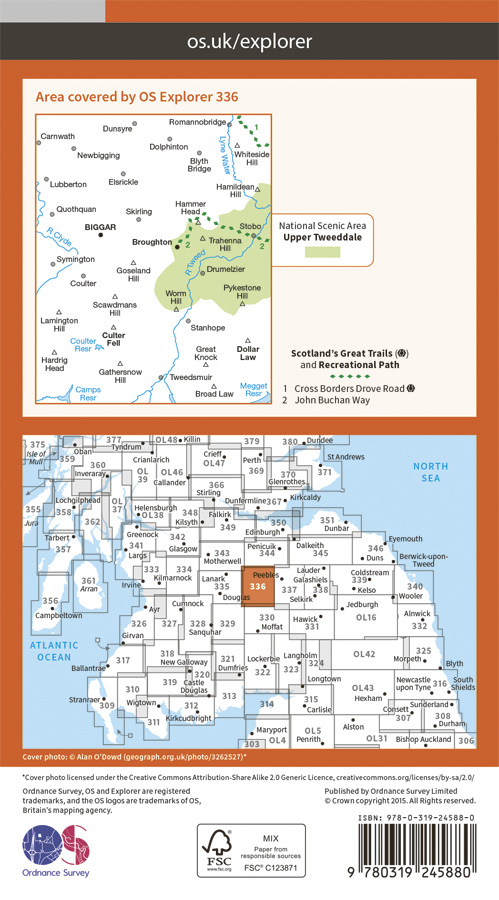 os.uk/explorer
Area covered by OS Explorer 336
Romannobridge
Dunsyre
1
Carnwath
Dolphinton
Lyne Water
Newbigging
Blyth
Bridge
Whiteside
Hill
Lubberton
Elsrickle
Hamildean
Hill
Quothquan
Skirling
Hammer
Head
Stobo
R Clyde
BIGGAR
Broughton
2
Trahenna
Hill
2
Symington
Goseland
Hill
R Tweed
Drumelzier
Coulter
Worm
Hill
Pykestone
Hill
Scawdmans
Hill
Lamington
Hill
Culter
Fell
Stanhope
Coulter
Resr
Great
Knock
Dollar
Law
Hardrig
Head
Gathersnow
Hill
Tweedsmuir
Camps
Resr
Broad Law
Megget
Resr
National Scenic Area
Upper Tweeddale
Scotland's Great Trails ( )
and Recreational Path
1 Cross Borders Drove Road
2 John Buchan Way
375
Isle of
Mull
359
Oban
377
Tyndrum
OL48
Killin
379
380
Dundee
360
Inveraray
Crianlarich
OL
39
OL46
Callander
Crieff
OL47
Perth
369
St Andrews
371
370
Glenrothes
NORTH
SEA
355
Jura
Lochgilphead
358
362
OL
37
Helensburgh
OL38
366
Stirling
348
Kilsyth
Falkirk
349
Dunfermline
367
Kirkcaldy
350
Edinburgh
351
Dunbar
Tarbert
357
Greenock
341
Largs
342
Glasgow
343
Motherwell
Penicuik
344
Dalkeith
345
346
Duns
Eyemouth
Berwick-upon-
Tweed
361
Arran
333
Irvine
334
Kilmarnock
Lanark
335
Douglas
Peebles
336
337
Lauder
Galashiels
338
Selkirk
Coldstream
339
Kelso
340
Wooler
356
Campbeltown
Ayr
Cumnock
326
Girvan
327
328
Sanquhar
329
330
Moffat
Hawick
331
Jedburgh
OL16
Alnwick
332
ATLANTIC
OCEAN
Ballantrae
317
318
New Galloway
320
321
Dumfries
Lockerbie
322
Langholm
323
324
OL42
325
Morpeth
Blyth
Stranraer
309
310
Wigtown
311
319
Castle
Douglas
312
Kirkcudbright
313
314
Longtown
315
Carlisle
OL43
Hexham
Newcastle
upon Tyne
316
South
Shields
Sunderland
Consett
307
308
Durham
Maryport
303
OL4
OL5
Penrith
Alston
OL31
Bishop Auckland
306
Cover photo: © Alan O'Dowd (geograph.org.uk/photo/3262527)*
*Cover photo licensed under the Creative Commons Attribution-Share Alike 2.0 Generic Licence, creativecommons.org/licenses/by-sa/2.0/
Ordnance Survey, OS and Explorer are registered
trademarks, and the OS logos are trademarks of OS,
Britain's mapping agency.
Published by Ordnance Survey Limited
© Crown copyright 2015. All Rights reserved.
OS
Ordnance Survey
FSC
www.fsc.org
MIX
Paper from
responsible sources
FSC® C123871
ISBN: 978-0-319-24588-0
9 780319 245880